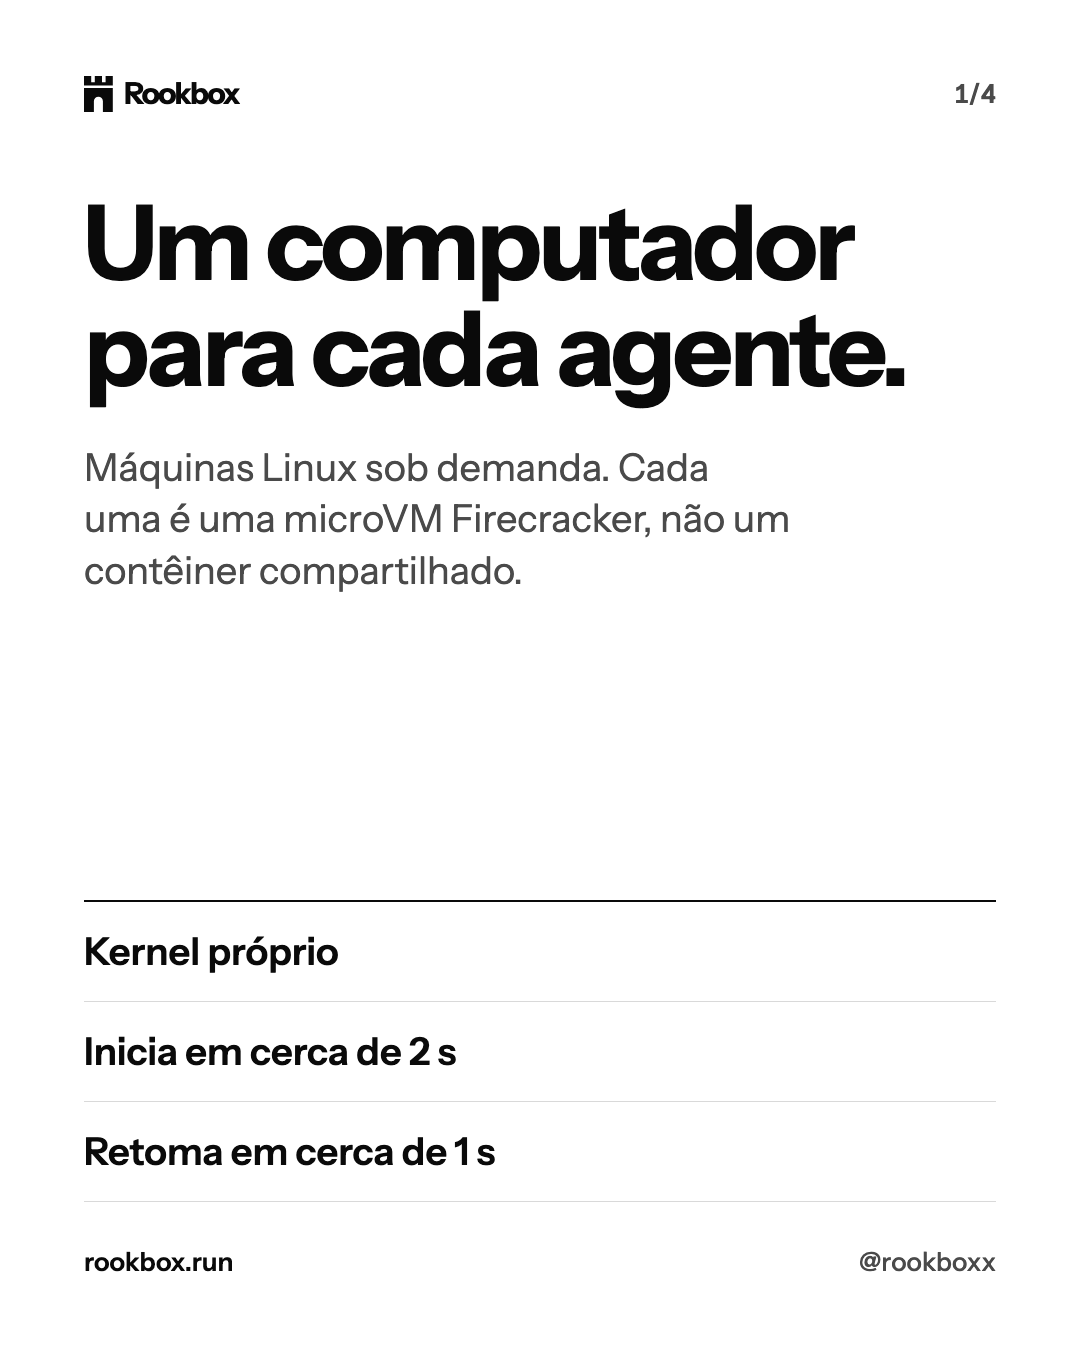 Rookbox
1/4
Um computador
para cada agente.
Máquinas Linux sob demanda. Cada
uma é uma microVM Firecracker, não um
contêiner compartilhado.
Kernel próprio
Inicia em cerca de 2 s
Retoma em cerca de 1 s
rookbox.run
@rookboxx